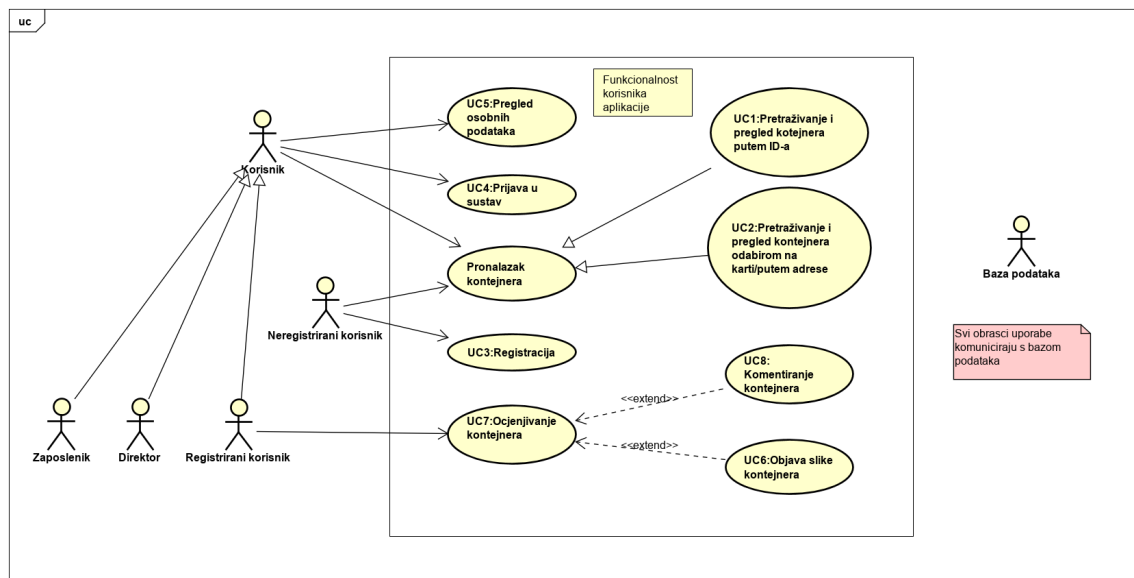 uc
Funkcionalnost
korisnika
aplikacije
UC5:Pregled
osobnih
podataka
UC1:Pretraživanje i
pregled kotejnera
putem ID-a
Korisnik
UC4:Prijava u
sustav
UC2:Pretraživanje i
pregled kontejnera
odabirom na
karti/putem adrese
Pronalazak
kontejnera
Baza podataka
Neregistrirani korisnik
UC3:Registracija
Svi obrasci uporabe
komuniciraju s bazom
podataka
UC8:
Komentiranje
kontejnera
<<extend>>
UC7:Ocjenjivanje
kontejnera
<<extend>>
Zaposlenik
Direktor
Registrirani korisnik
UC6:Objava slike
kontejnera